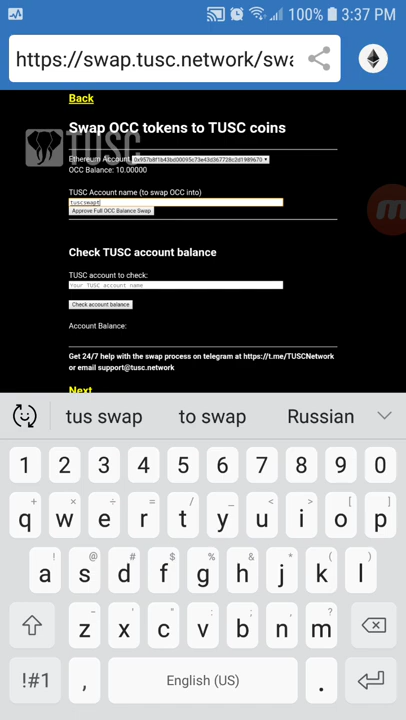 100% 3:37 PM
https://swap.tusc.network/swa
Back
Swap OCC tokens to TUSC coins
TUSC
Ethereum Account
OCC Balance: 10.00000
TUSC Account name (to swap OCC into)
Approve Full OCC Balance Swap
Check TUSC account balance
TUSC account to check:
Your TUSC account name
Check account balance
Account Balance:
Get 24/7 help with the swap process on telegram at https://t.me/TUSCNetwork
or email support@tusc.network
Next
tus swap to swap Russian
1 2 3 4 5 6 7 8 9 0
+ × ÷ = / _ < > [ ]
q w e r t y u i o p
! @ # $ % ^ & * ( )
a s d f g h j k l
- ' " : ; , ?
z x c v b n m
!#1 , English (US) .